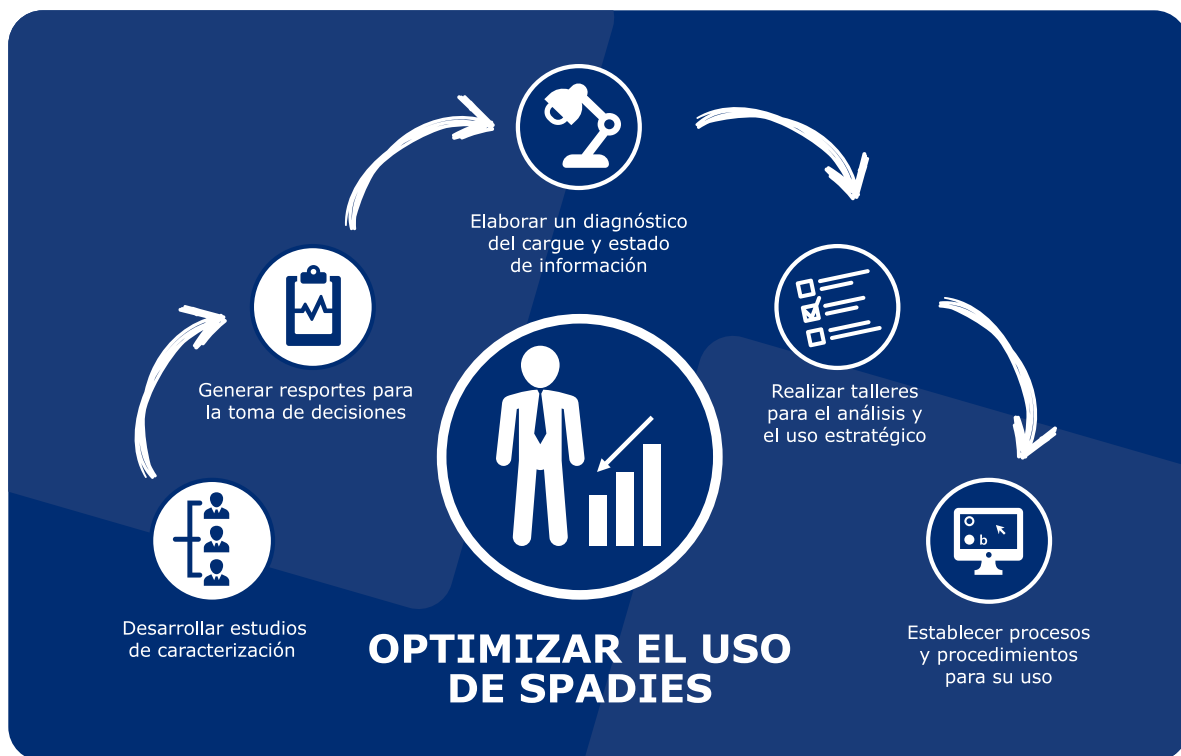 Elaborar un diagnóstico
del cargue y estado
de información
Generar resportes para
la toma de decisiones
Realizar talleres
para el análisis y
el uso estratégico
Desarrollar estudios
de caracterización
b
Establecer procesos
y procedimientos
para su uso
OPTIMIZAR EL USO
DE SPADIES